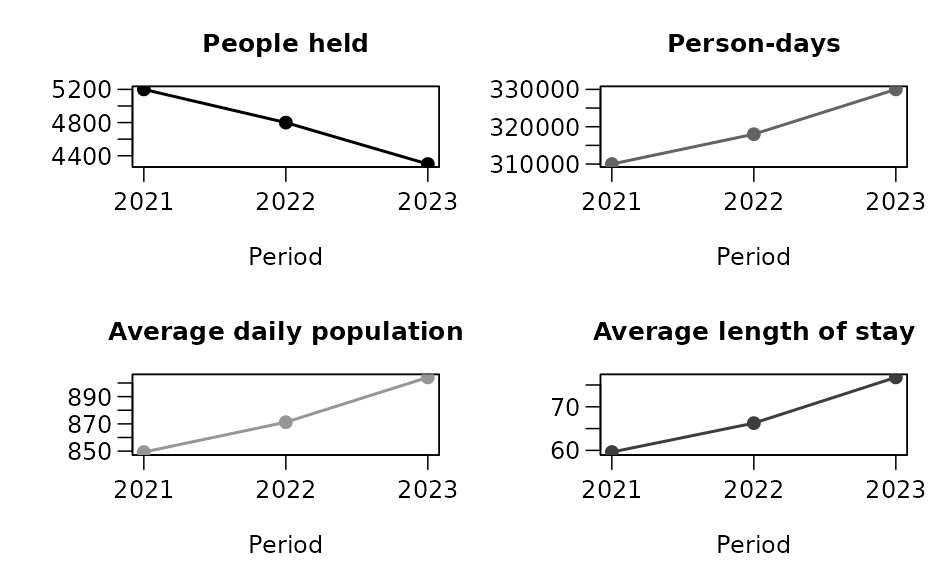 People held
5200
4800
4400
2021 2022 2023
Period
Person-days
330000
320000
310000
2021 2022 2023
Period
Average daily population
890
870
850
2021 2022 2023
Period
Average length of stay
70
60
2021 2022 2023
Period